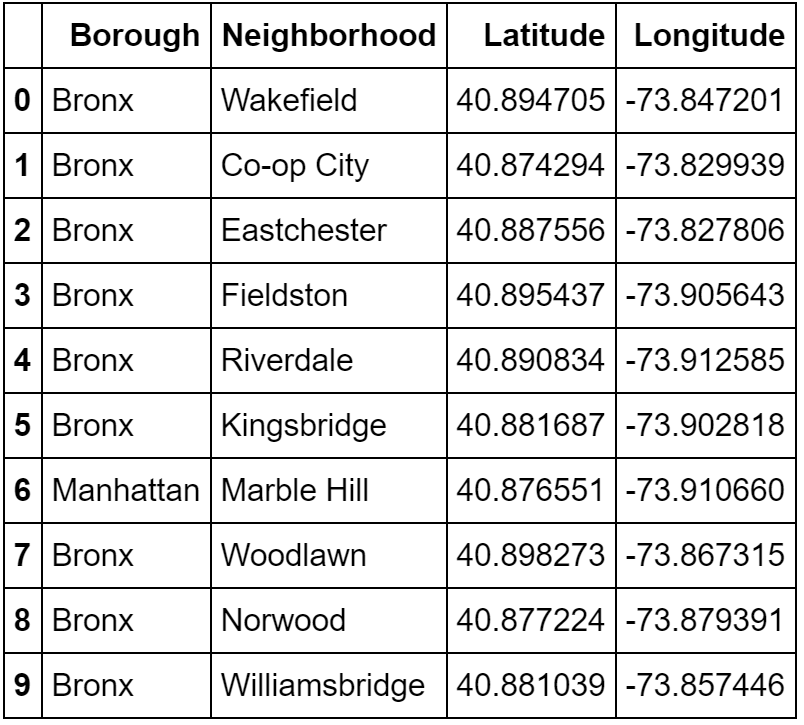 Borough Neighborhood Latitude Longitude
0 Bronx Wakefield 40.894705 -73.847201
1 Bronx Co-op City 40.874294 -73.829939
2 Bronx Eastchester 40.887556 -73.827806
3 Bronx Fieldston 40.895437 -73.905643
4 Bronx Riverdale 40.890834 -73.912585
5 Bronx Kingsbridge 40.881687 -73.902818
6 Manhattan Marble Hill 40.876551 -73.910660
7 Bronx Woodlawn 40.898273 -73.867315
8 Bronx Norwood 40.877224 -73.879391
9 Bronx Williamsbridge 40.881039 -73.857446